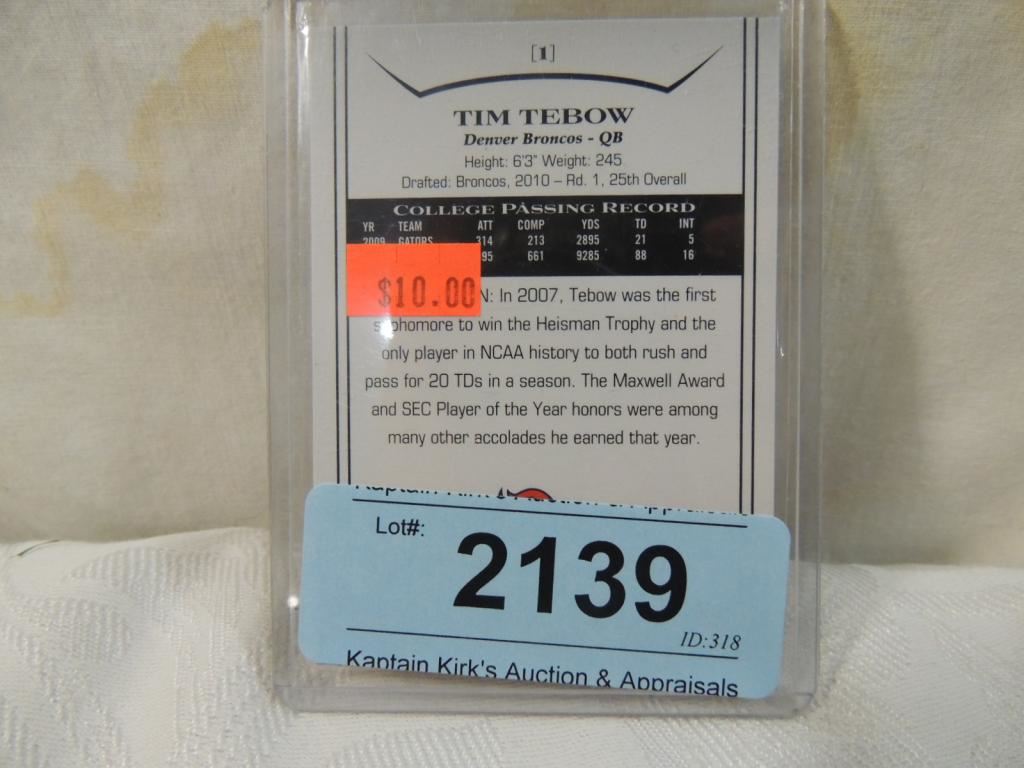 [1]
TIM TEBOW
Denver Broncos - QB
Height: 6'3" Weight: 245
Drafted: Broncos, 2010 – Rd. 1, 25th Overall
COLLEGE PASSING RECORD
YR TEAM ATT COMP YDS TD INT
2009 GATORS 314 213 2895 21 5
95 661 9285 88 16
$10.00
N: In 2007, Tebow was the first
sophomore to win the Heisman Trophy and the
only player in NCAA history to both rush and
pass for 20 TDs in a season. The Maxwell Award
and SEC Player of the Year honors were among
many other accolades he earned that year.
Kaptain Kirk's Auction & Appraisals
Lot#:
2139
ID:318
Kaptain Kirk's Auction & Appraisals